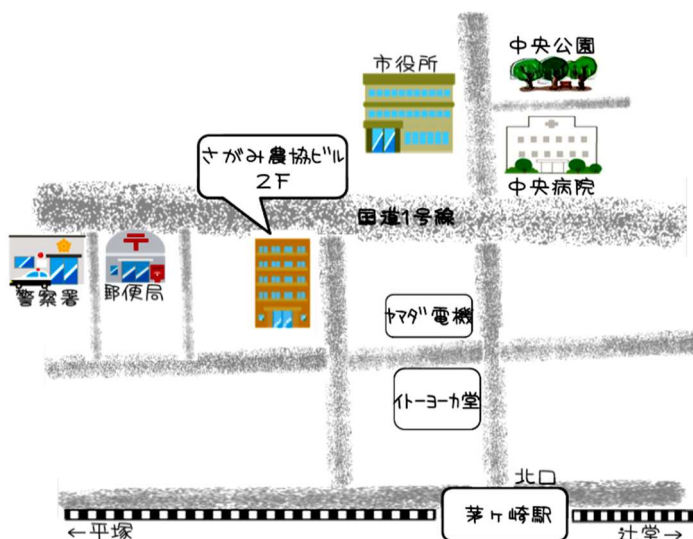 中央公園
市役所
さがみ農協ビル
2F
中央病院
国道1号線
警察署
郵便局
ヤマダ電機
イトーヨーカ堂
北口
茅ヶ崎駅
←平塚
辻堂→